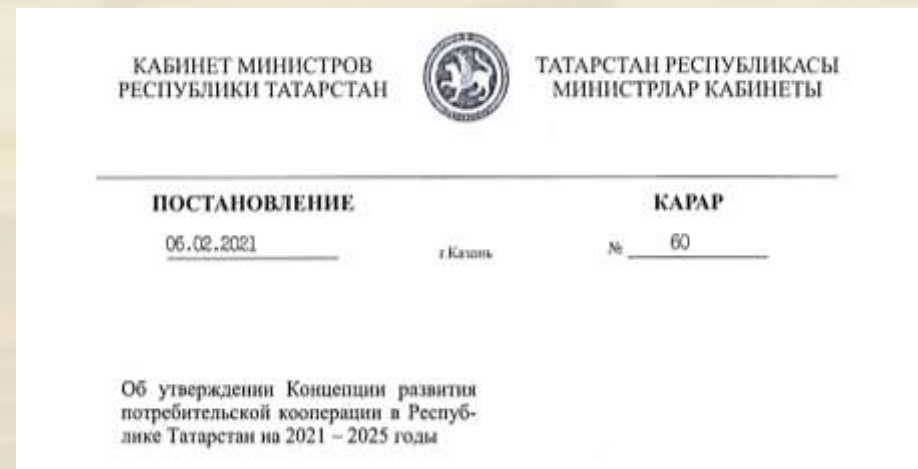 КАБИНЕТ МИНИСТРОВ
РЕСПУБЛИКИ ТАТАРСТАН
ТАТАРСТАН РЕСПУБЛИКАСЫ
МИНИСТРЛАР КАБИНЕТЫ
ПОСТАНОВЛЕНИЕ
КАРАР
06.02.2021
г.Казань
№ 60
Об утверждении Концепции развития
потребительской кооперации в Респуб-
лике Татарстан на 2021 – 2025 годы